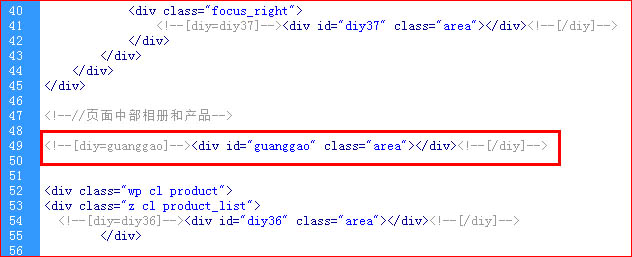 40 <div class="focus_right">
41 <!--[diy=diy37]--><div id="diy37" class="area"></div><!--[/diy]-->
42 </div>
43 </div>
44 </div>
45 </div>
46
47 <!--//页面中部相册和产品-->
48
49 <!--[diy=guanggao]--><div id="guanggao" class="area"></div><!--[/diy]-->
50
51
52 <div class="wp cl product">
53 <div class="z cl product_list">
54 <!--[diy=diy36]--><div id="diy36" class="area"></div><!--[/diy]-->
55 </div>
56